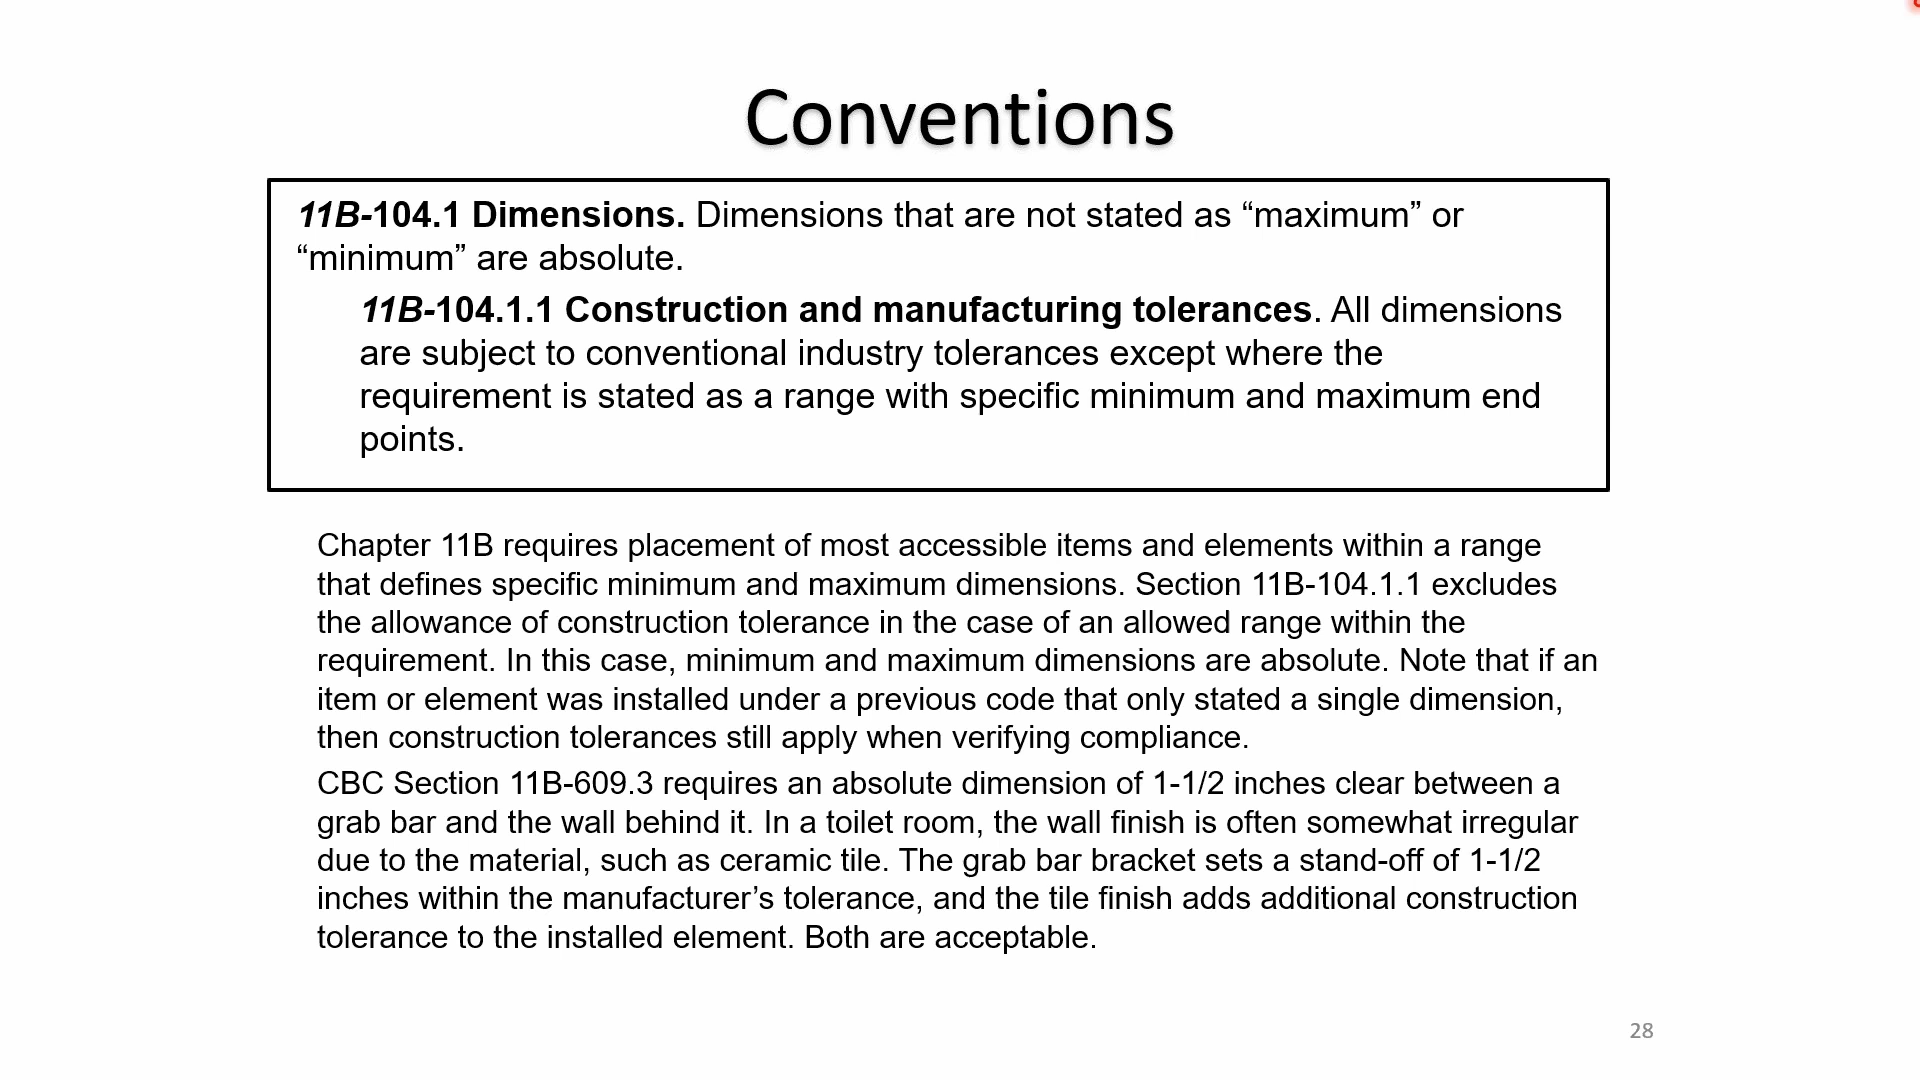 Conventions
11B-104.1 Dimensions. Dimensions that are not stated as “maximum” or
“minimum” are absolute.
11B-104.1.1 Construction and manufacturing tolerances. All dimensions
are subject to conventional industry tolerances except where the
requirement is stated as a range with specific minimum and maximum end
points.
Chapter 11B requires placement of most accessible items and elements within a range
that defines specific minimum and maximum dimensions. Section 11B-104.1.1 excludes
the allowance of construction tolerance in the case of an allowed range within the
requirement. In this case, minimum and maximum dimensions are absolute. Note that if an
item or element was installed under a previous code that only stated a single dimension,
then construction tolerances still apply when verifying compliance.
CBC Section 11B-609.3 requires an absolute dimension of 1-1/2 inches clear between a
grab bar and the wall behind it. In a toilet room, the wall finish is often somewhat irregular
due to the material, such as ceramic tile. The grab bar bracket sets a stand-off of 1-1/2
inches within the manufacturer’s tolerance, and the tile finish adds additional construction
tolerance to the installed element. Both are acceptable.
28